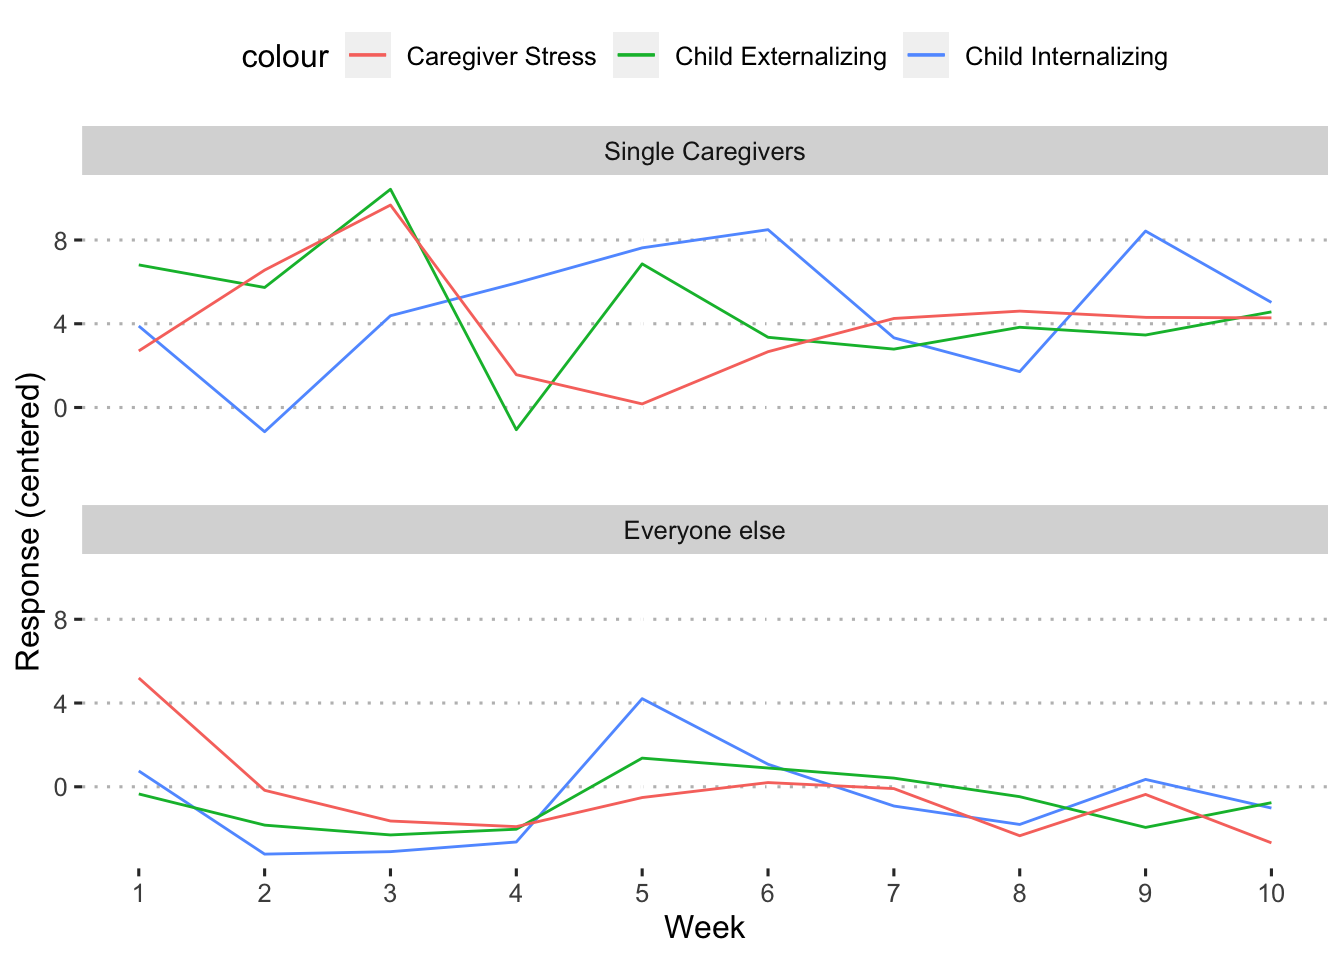 colour Caregiver Stress Child Externalizing Child Internalizing
Single Caregivers
8
4
0
Response (centered)
Everyone else
8
4
0
1 2 3 4 5 6 7 8 9 10
Week